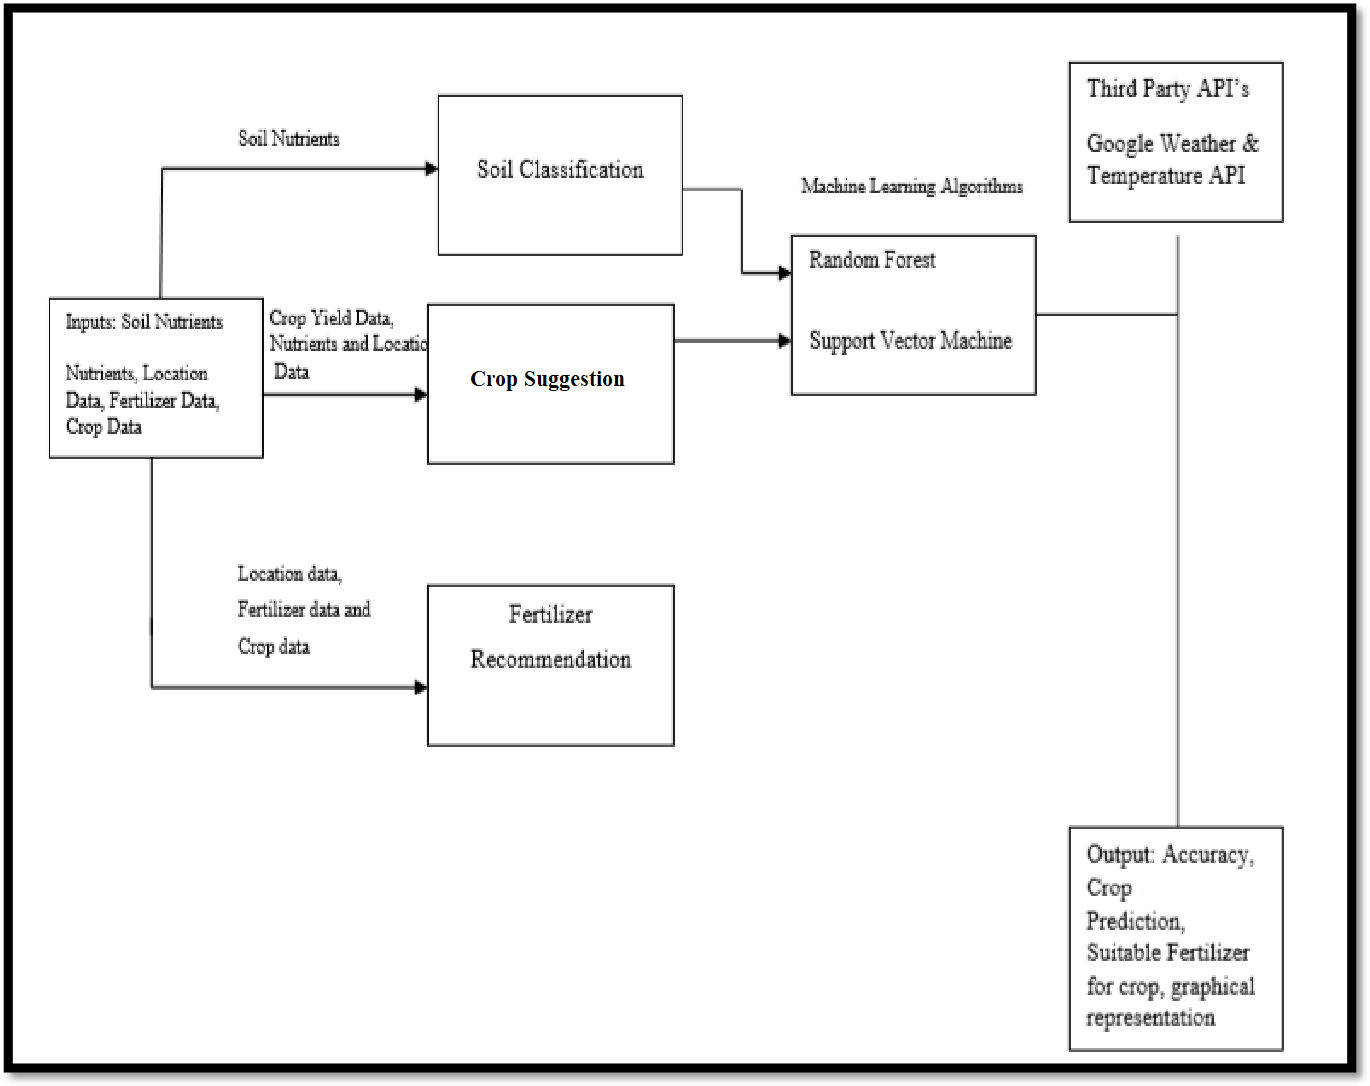 Third Party API's
Google Weather &
Temperature API
Soil Nutrients
Soil Classification
Machine Learning Algorithms
Random Forest
Support Vector Machine
Inputs: Soil Nutrients
Nutrients, Location
Data, Fertilizer Data,
Crop Data
Crop Yield Data,
Nutrients and Locatio
Data
Crop Suggestion
Location data,
Fertilizer data and
Crop data
Fertilizer
Recommendation
Output: Accuracy,
Crop
Prediction,
Suitable Fertilizer
for crop, graphical
representation